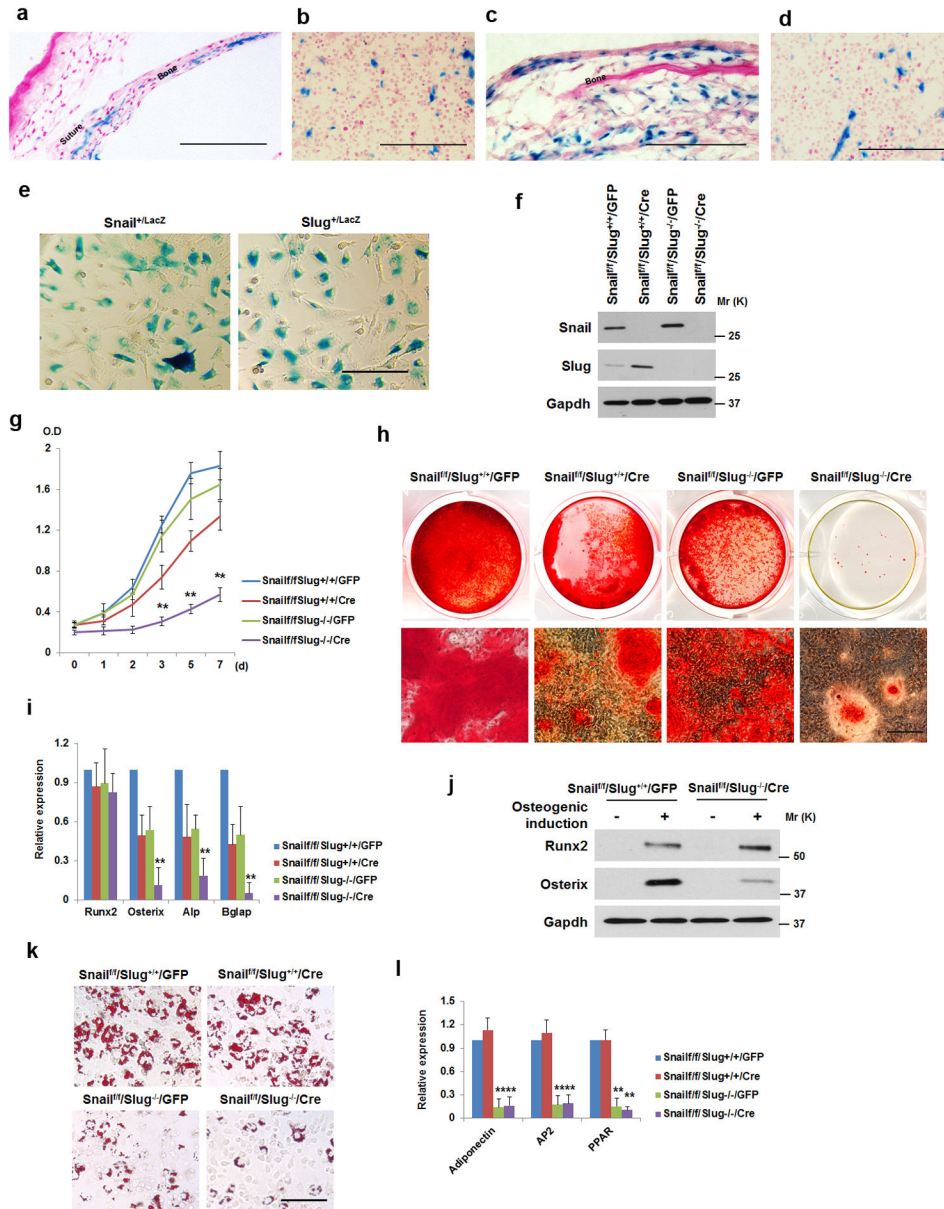 a
b
c
d
Bone
Suture
Bone
e
Snail+/LacZ
Slug+/LacZ
f
Snailf/f/Slug+/+/GFP
Snailf/f/Slug+/+/Cre
Snailf/f/Slug-/-/GFP
Snailf/f/Slug-/-/Cre
Mr (K)
Snail
25
Slug
25
Gapdh
37
g
O.D
2
1.6
1.2
0.8
0.4
0
** ** **
0 1 2 3 5 7 (d)
Snailf/fSlug+/+/GFP
Snailf/fSlug+/+/Cre
Snailf/fSlug-/-/GFP
Snailf/fSlug-/-/Cre
h
Snailf/f/Slug+/+/GFP
Snailf/f/Slug+/+/Cre
Snailf/f/Slug-/-/GFP
Snailf/f/Slug-/-/Cre
i
Relative expression
1.2
0.9
0.6
0.3
0
** ** **
Runx2 Osterix Alp Bglap
Snailf/f/Slug+/+/GFP
Snailf/f/Slug+/+/Cre
Snailf/f/Slug-/-/GFP
Snailf/f/Slug-/-/Cre
j
Snailf/f/Slug+/+/GFP
Snailf/f/Slug-/-/Cre
Osteogenic
induction
- + - +
Mr (K)
Runx2
50
Osterix
37
Gapdh
37
k
Snailf/f/Slug+/+/GFP
Snailf/f/Slug+/+/Cre
Snailf/f/Slug-/-/GFP
Snailf/f/Slug-/-/Cre
l
Relative expression
1.5
1.2
0.9
0.6
0.3
0
**** **** ** **
Adiponectin
AP2
PPAR
Snailf/f/Slug+/+/GFP
Snailf/f/Slug+/+/Cre
Snailf/f/Slug-/-/GFP
Snailf/f/Slug-/-/Cre